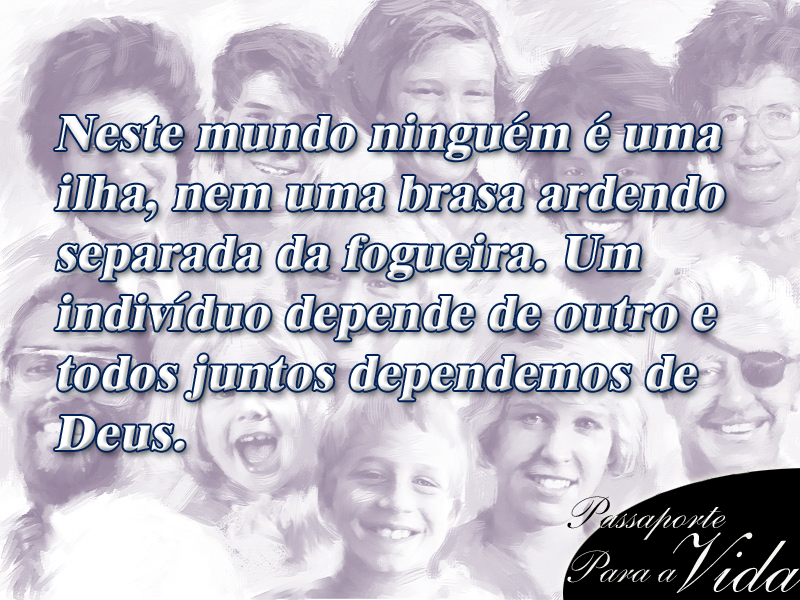 Neste mundo ninguém é uma
ilha, nem uma brasa ardendo
separada da fogueira. Um
indivíduo depende de outro e
todos juntos dependemos de
Deus.
Passaporte
Para a Vida